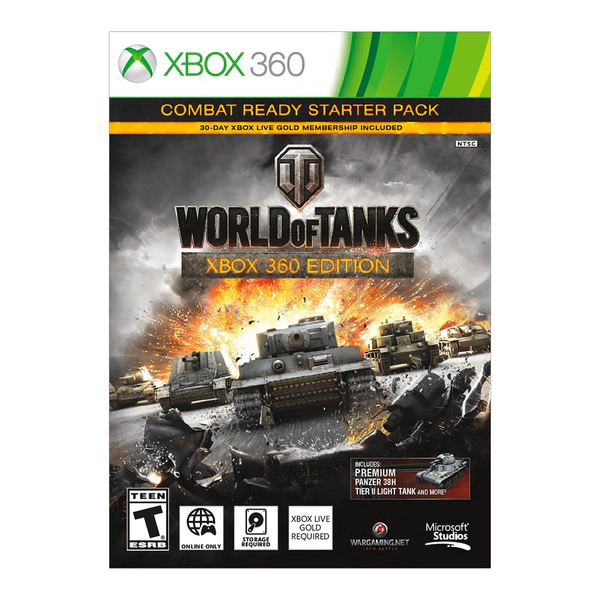 XBOX 360
COMBAT READY STARTER PACK
30-DAY XBOX LIVE GOLD MEMBERSHIP INCLUDED
NTSC
WORLD OF TANKS
XBOX 360 EDITION
INCLUDES:
PREMIUM
PANZER 38H
TIER II LIGHT TANK AND MORE!
TEEN
T
ESRB
ONLINE ONLY
STORAGE
REQUIRED
XBOX LIVE
GOLD
REQUIRED
WARGAMING.NET
LET'S BATTLE
Microsoft®
Studios